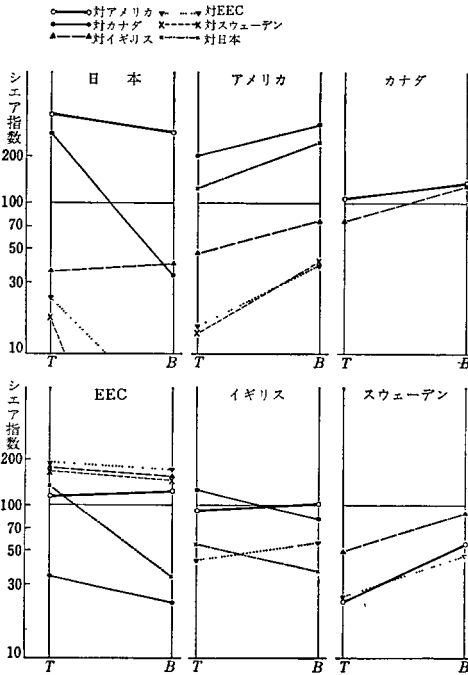 対アメリカ 対EEC
対カナダ 対スウェーデン
対イギリス 対日本
シェア指数
日本 アメリカ カナダ
200
100
70
50
30
10
T B T B T B
シェア指数
EEC イギリス スウェーデン
200
100
70
50
30
10
T B T B T B